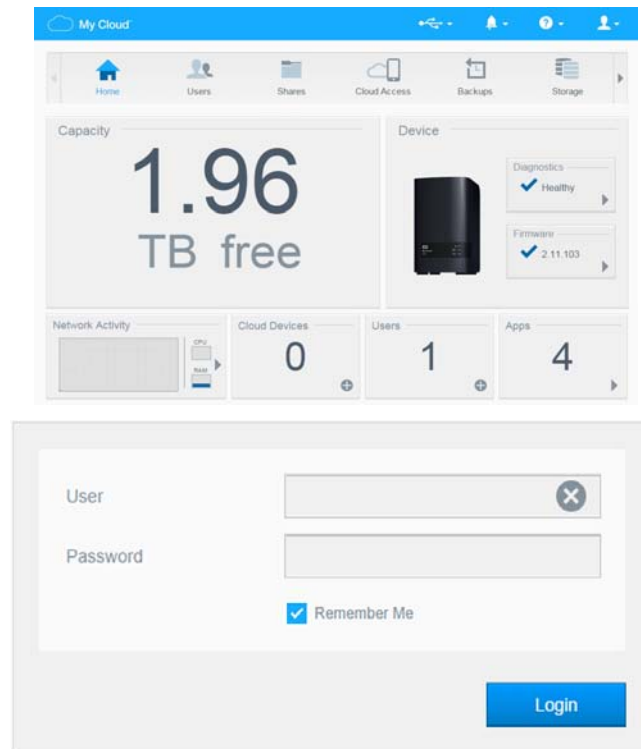 My Cloud
Home
Users
Shares
Cloud Access
Backups
Storage
Capacity
1.96
TB free
Device
Diagnostics
Healthy
Firmware
2.11.103
Network Activity
CPU
RAM
Cloud Devices
0
Users
1
Apps
4
User
Password
Remember Me
Login